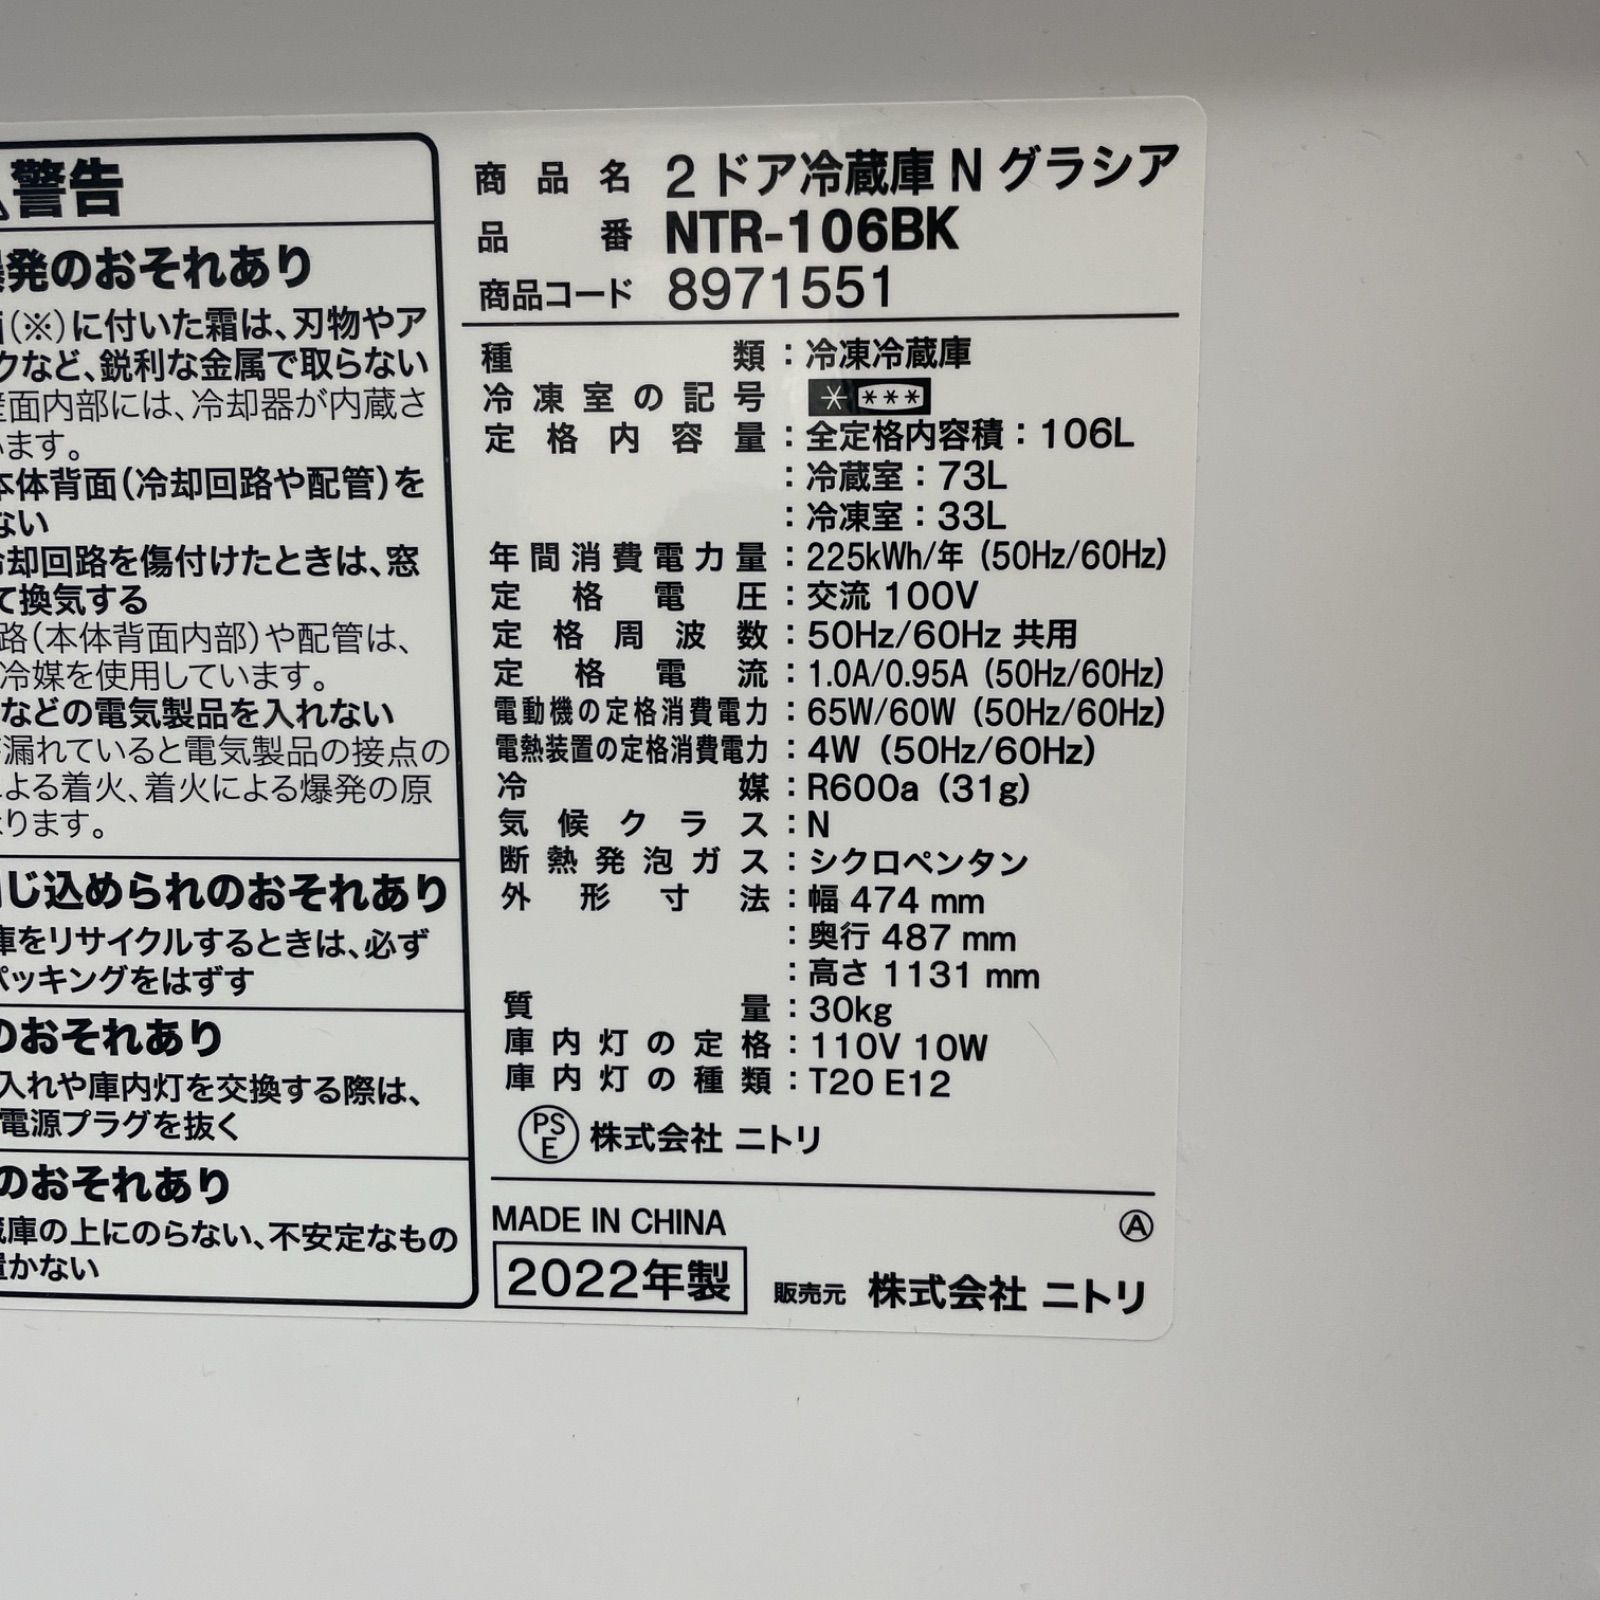 警告
発のおそれあり
(※)に付いた霜は、刃物やア
クなど、鋭利な金属で取らない
面内部には、冷却器が内蔵さ
います。
本体背面(冷却回路や配管)を
ない
却回路を傷付けたときは、窓
て換気する
路(本体背面内部)や配管は、
冷媒を使用しています。
などの電気製品を入れない
漏れていると電気製品の接点の
よる着火、着火による爆発の原
ります。
じ込められのおそれあり
庫をリサイクルするときは、必ず
パッキングをはずす
のおそれあり
入れや庫内灯を交換する際は、
電源プラグを抜く
のおそれあり
蔵庫の上にのらない、不安定なもの
置かない
商品名 2ドア冷蔵庫 N グラシア
品番 NTR-106BK
商品コード 8971551
種類:冷凍冷蔵庫
冷凍室の記号 * ***
定格内容量:全定格内容積:106L
:冷蔵室:73L
:冷凍室:33L
年間消費電力量:225kWh/年 (50Hz/60Hz)
定格電圧:交流 100V
定格周波数:50Hz/60Hz 共用
定格電流:1.0A/0.95A (50Hz/60Hz)
電動機の定格消費電力:65W/60W (50Hz/60Hz)
電熱装置の定格消費電力:4W (50Hz/60Hz)
冷媒:R600a (31g)
気候クラス:N
断熱発泡ガス:シクロペンタン
外形寸法:幅 474 mm
:奥行 487 mm
:高さ 1131 mm
質量:30kg
庫内灯の定格:110V 10W
庫内灯の種類:T20 E12
PSE 株式会社 ニトリ
MADE IN CHINA Ⓐ
2022年製 販売元 株式会社 ニトリ